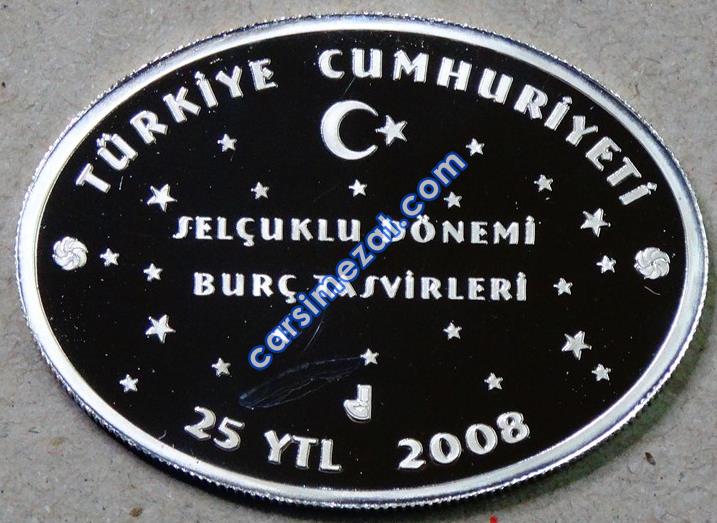 TÜRKİYE CUMHURİYETİ
SELÇUKLU DÖNEMİ
BURÇ TASVİRLERİ
25 YTL 2008
carsimezat.com